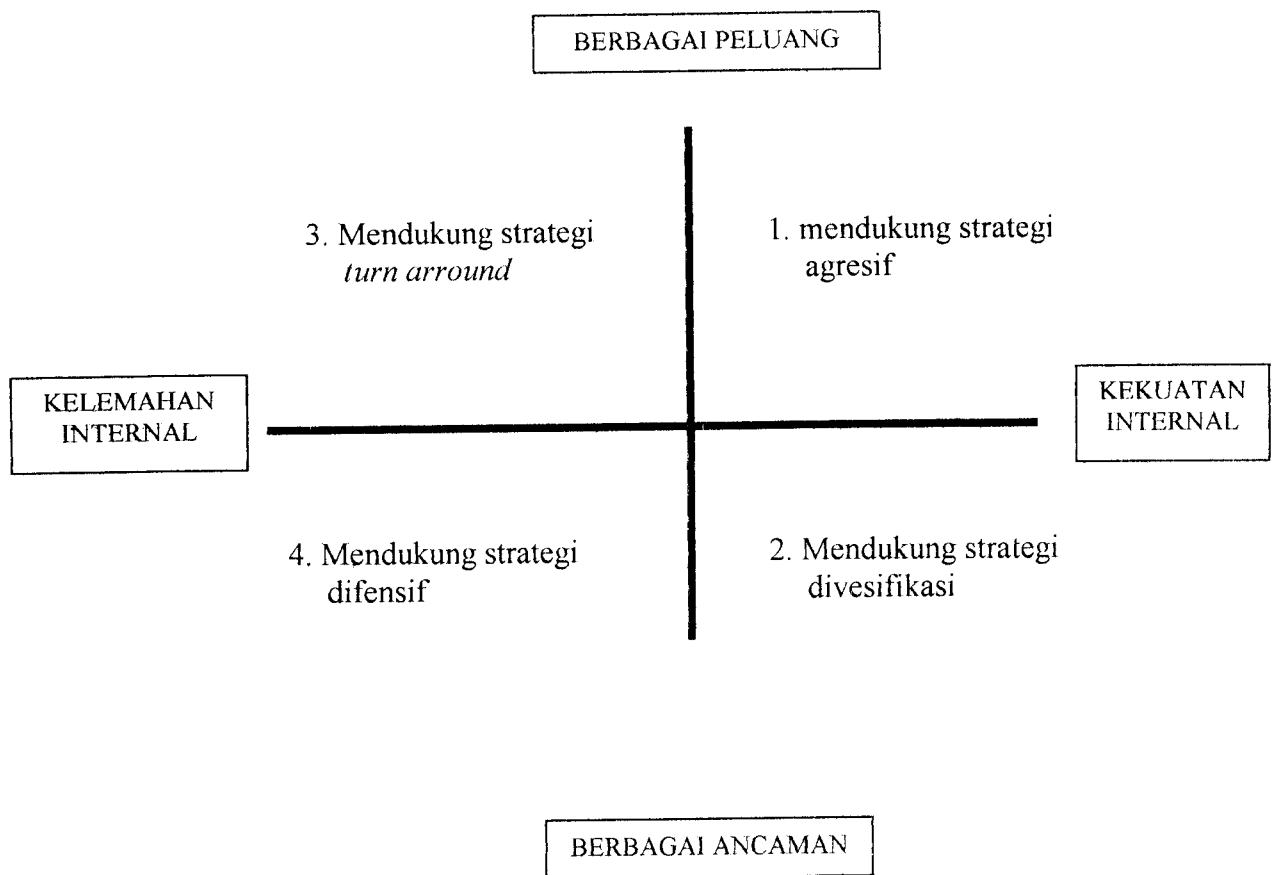 BERBAGAI PELUANG
3. Mendukung strategi
turn arround
1. mendukung strategi
agresif
KELEMAHAN
INTERNAL
KEKUATAN
INTERNAL
4. Mendukung strategi
difensif
2. Mendukung strategi
divesifikasi
BERBAGAI ANCAMAN